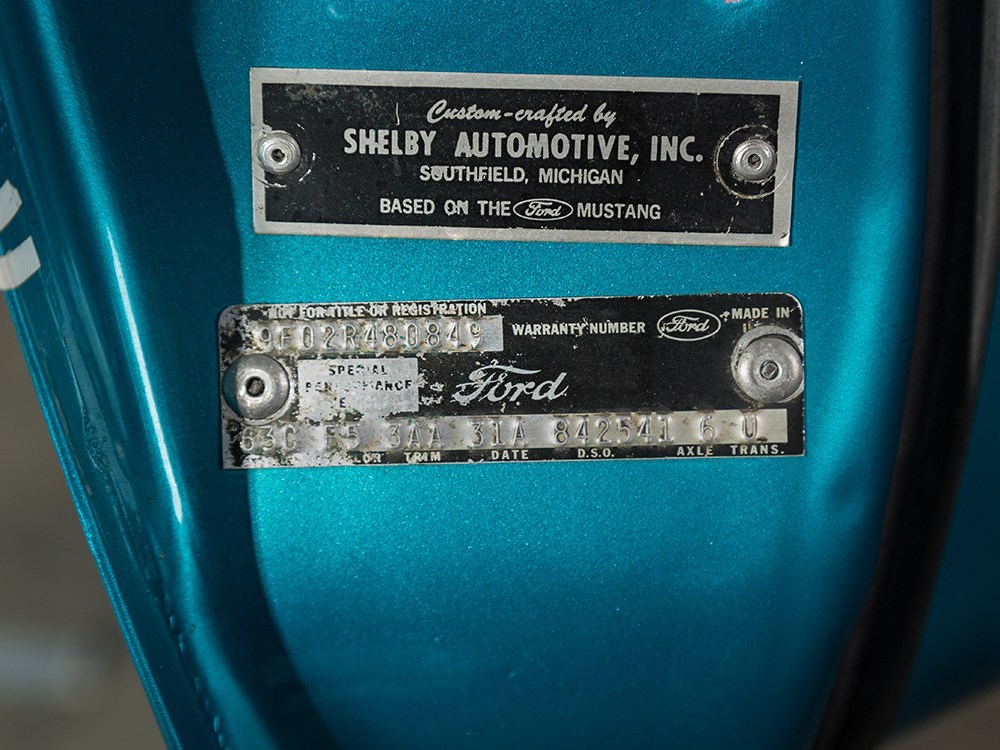 Custom-crafted by
SHELBY AUTOMOTIVE, INC.
SOUTHFIELD, MICHIGAN
BASED ON THE Ford MUSTANG
NOT FOR TITLE OR REGISTRATION
9F02R480849 WARRANTY NUMBER Ford MADE IN
SPECIAL
PERFORMANCE Ford
63C F5 3AA 31A 842541 6 U
TRIM DATE D.S.O. AXLE TRANS.